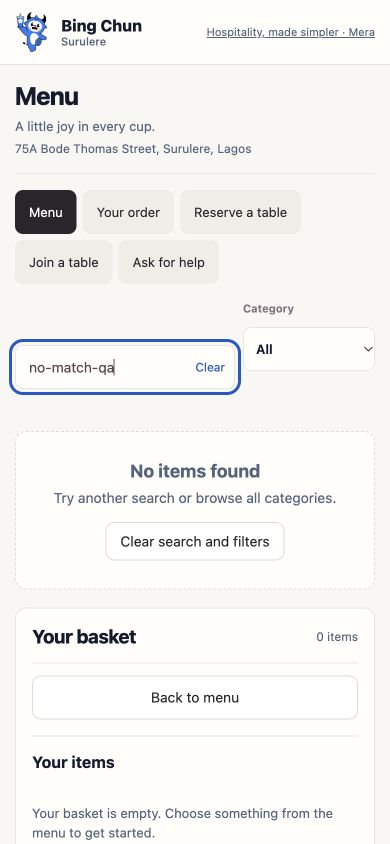 Bing Chun
Surulere
Hospitality, made simpler · Mera
Menu
A little joy in every cup.
75A Bode Thomas Street, Surulere, Lagos
Menu
Your order
Reserve a table
Join a table
Ask for help
Category
no-match-qa
Clear
All
No items found
Try another search or browse all categories.
Clear search and filters
Your basket
0 items
Back to menu
Your items
Your basket is empty. Choose something from the
menu to get started.